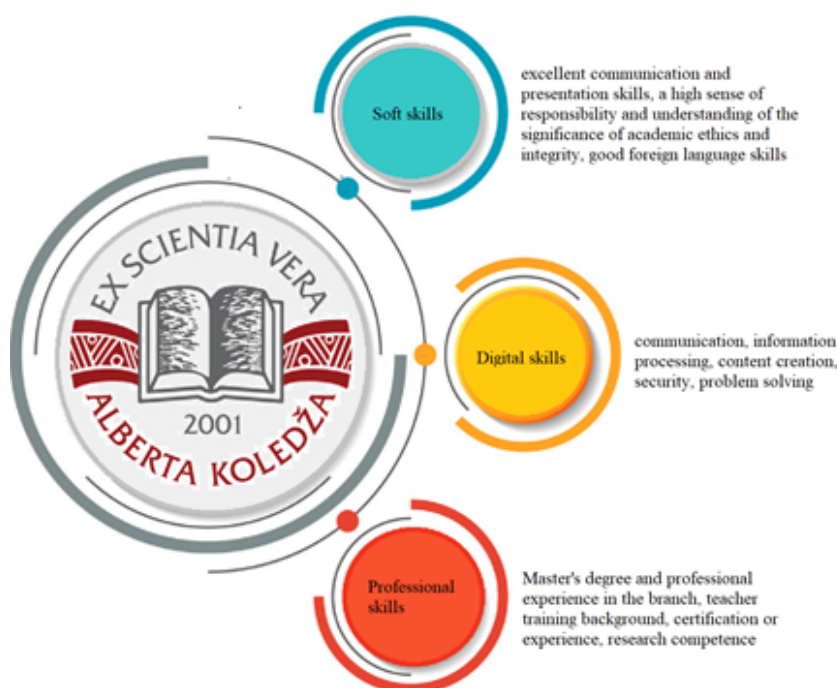 Soft skills
excellent communication and
presentation skills, a high sense of
responsibility and understanding of the
significance of academic ethics and
integrity, good foreign language skills
EX SCIENTIA VERA
2001
ALBERTA KOLEDŽA
Digital skills
communication, information
processing, content creation,
security, problem solving
Professional
skills
Master's degree and professional
experience in the branch, teacher
training background, certification or
experience, research competence